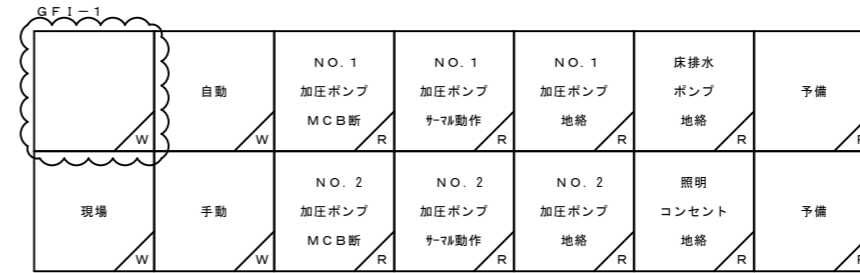 GFI-1
W
自動
W
NO. 1
加圧ポンプ
MCB断
R
NO. 1
加圧ポンプ
サーマル動作
R
NO. 1
加圧ポンプ
地絡
R
床排水
ポンプ
地絡
R
予備
現場
W
手動
W
NO. 2
加圧ポンプ
MCB断
R
NO. 2
加圧ポンプ
サーマル動作
R
NO. 2
加圧ポンプ
地絡
R
照明
コンセント
地絡
R
予備